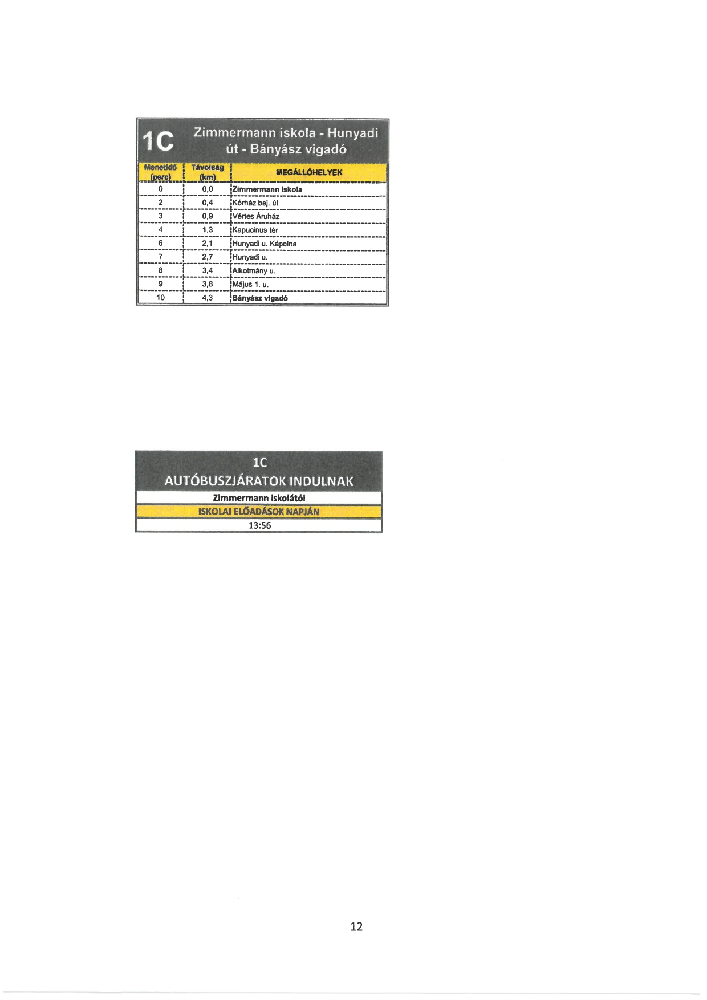 1C
Zimmermann iskola - Hunyadi
út - Bányász vigadó
Menetidő (perc) Távolság (km) MEGÁLLÓHELYEK
0 0,0 Zimmermann Iskola
2 0,4 Kórház bej. út
3 0,9 Vértes Áruház
4 1,3 Kapucinus tér
6 2,1 Hunyadi u. Kápolna
7 2,7 Hunyadi u.
8 3,4 Alkotmány u.
9 3,8 Május 1. u.
10 4,3 Bányász vigadó
1C
AUTÓBUSZJÁRATOK INDULNAK
Zimmermann iskolától
ISKOLAI ELŐADÁSOK NAPJÁN
13:56
12